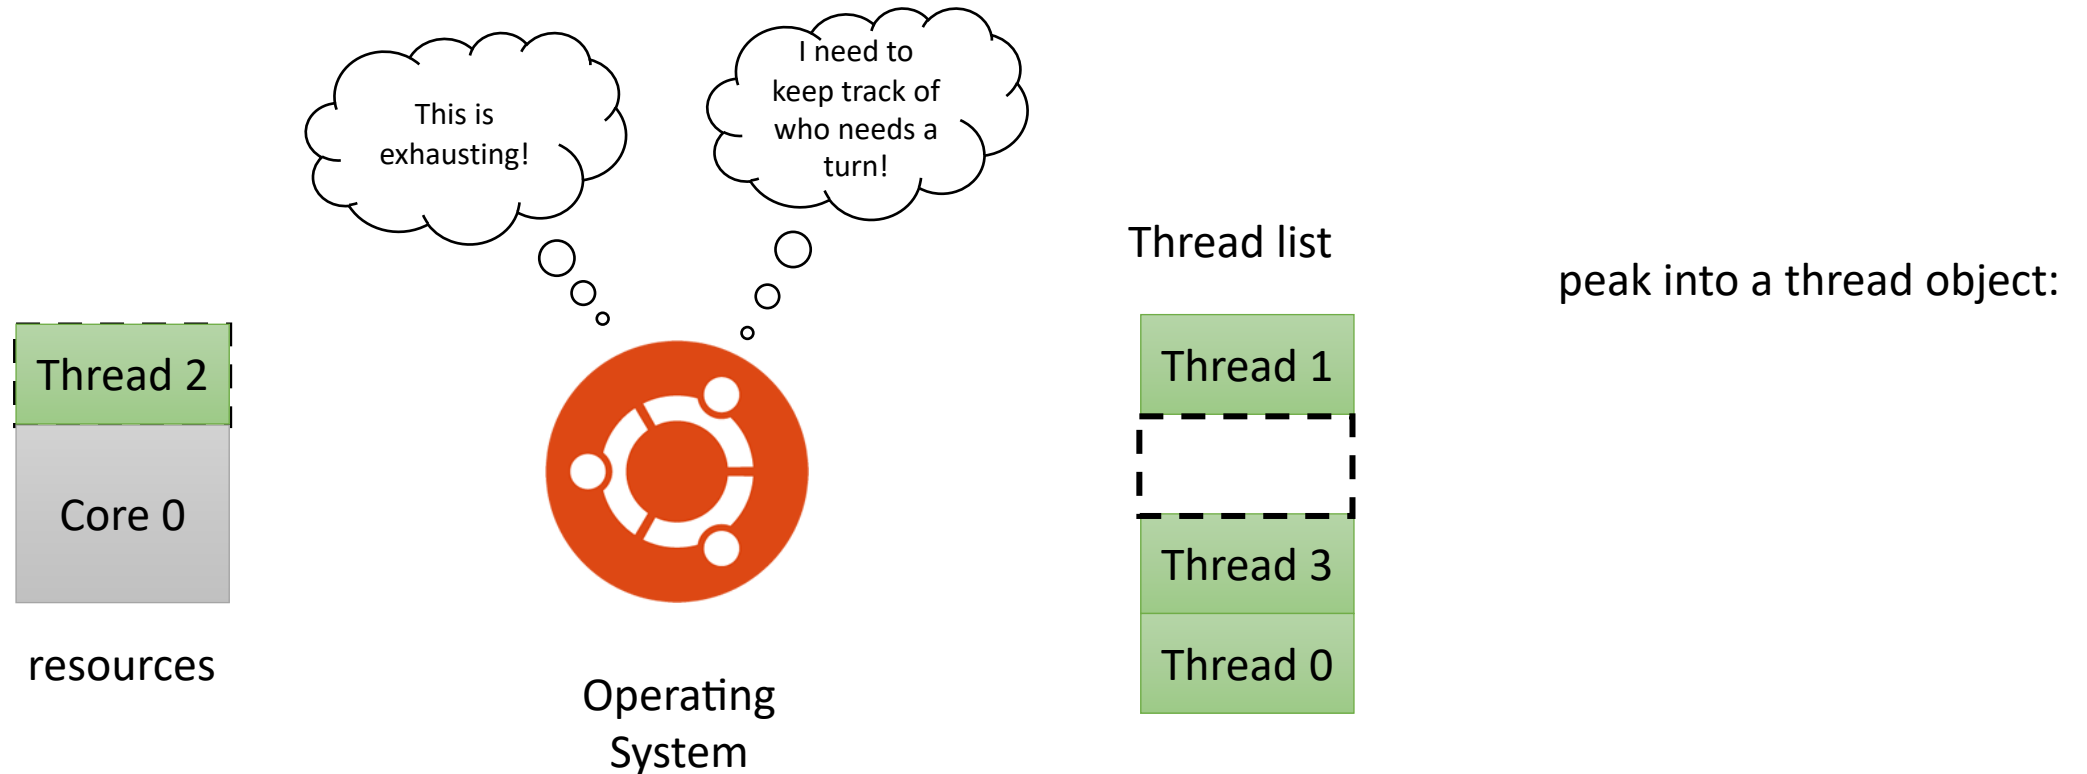 This is
exhausting!
I need to
keep track of
who needs a
turn!
Thread list
peak into a thread object:
Thread 2
Core 0
resources
Operating
System
Thread 1
Thread 3
Thread 0